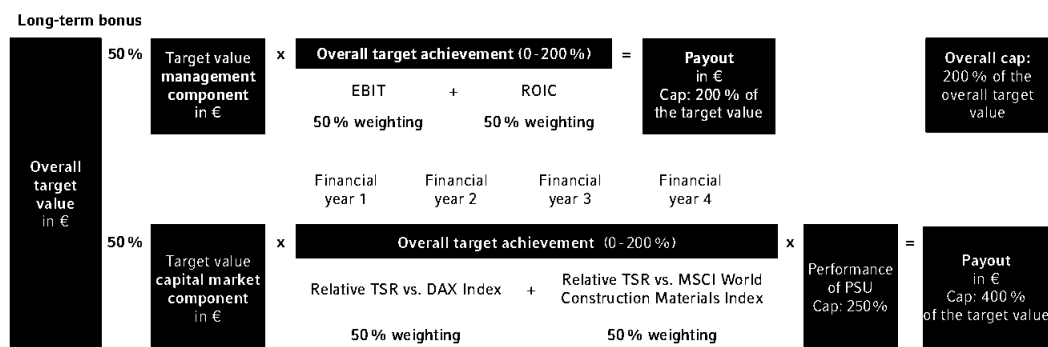 Long-term bonus
50 %
Target value
management
component
in €
x
Overall target achievement (0-200 %)
=
Payout
in €
Cap: 200 % of
the target value
Overall cap:
200 % of the
overall target
value
EBIT
+
ROIC
50 % weighting
50 % weighting
Overall
target
value
in €
Financial
year 1
Financial
year 2
Financial
year 3
Financial
year 4
50 %
Target value
capital market
component
in €
x
Overall target achievement (0-200 %)
x
Performance
of PSU
Cap: 250 %
=
Payout
in €
Cap: 400 %
of the target value
Relative TSR vs. DAX Index
+
Relative TSR vs. MSCI World
Construction Materials Index
50 % weighting
50 % weighting